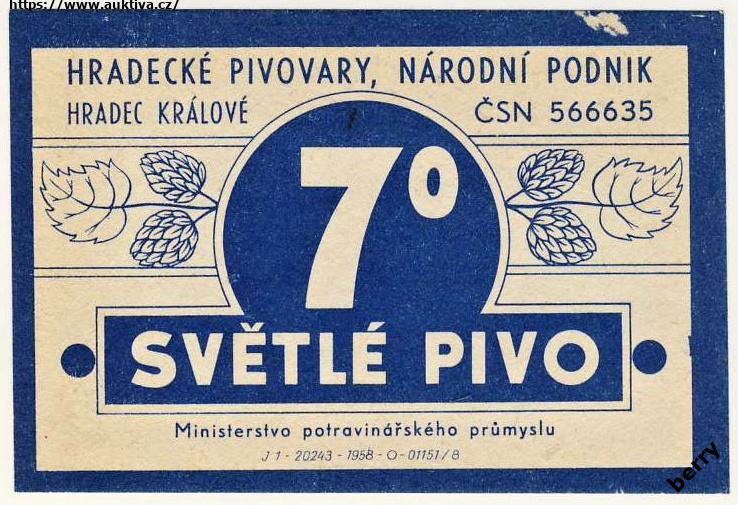 https://www.auktiva.cz/
HRADECKÉ PIVOVARY, NÁRODNÍ PODNIK
HRADEC KRÁLOVÉ ČSN 566635
7°
SVĚTLÉ PIVO
Ministerstvo potravinářského průmyslu
J 1 - 20243 - 1958 - O - 01151/8
berry